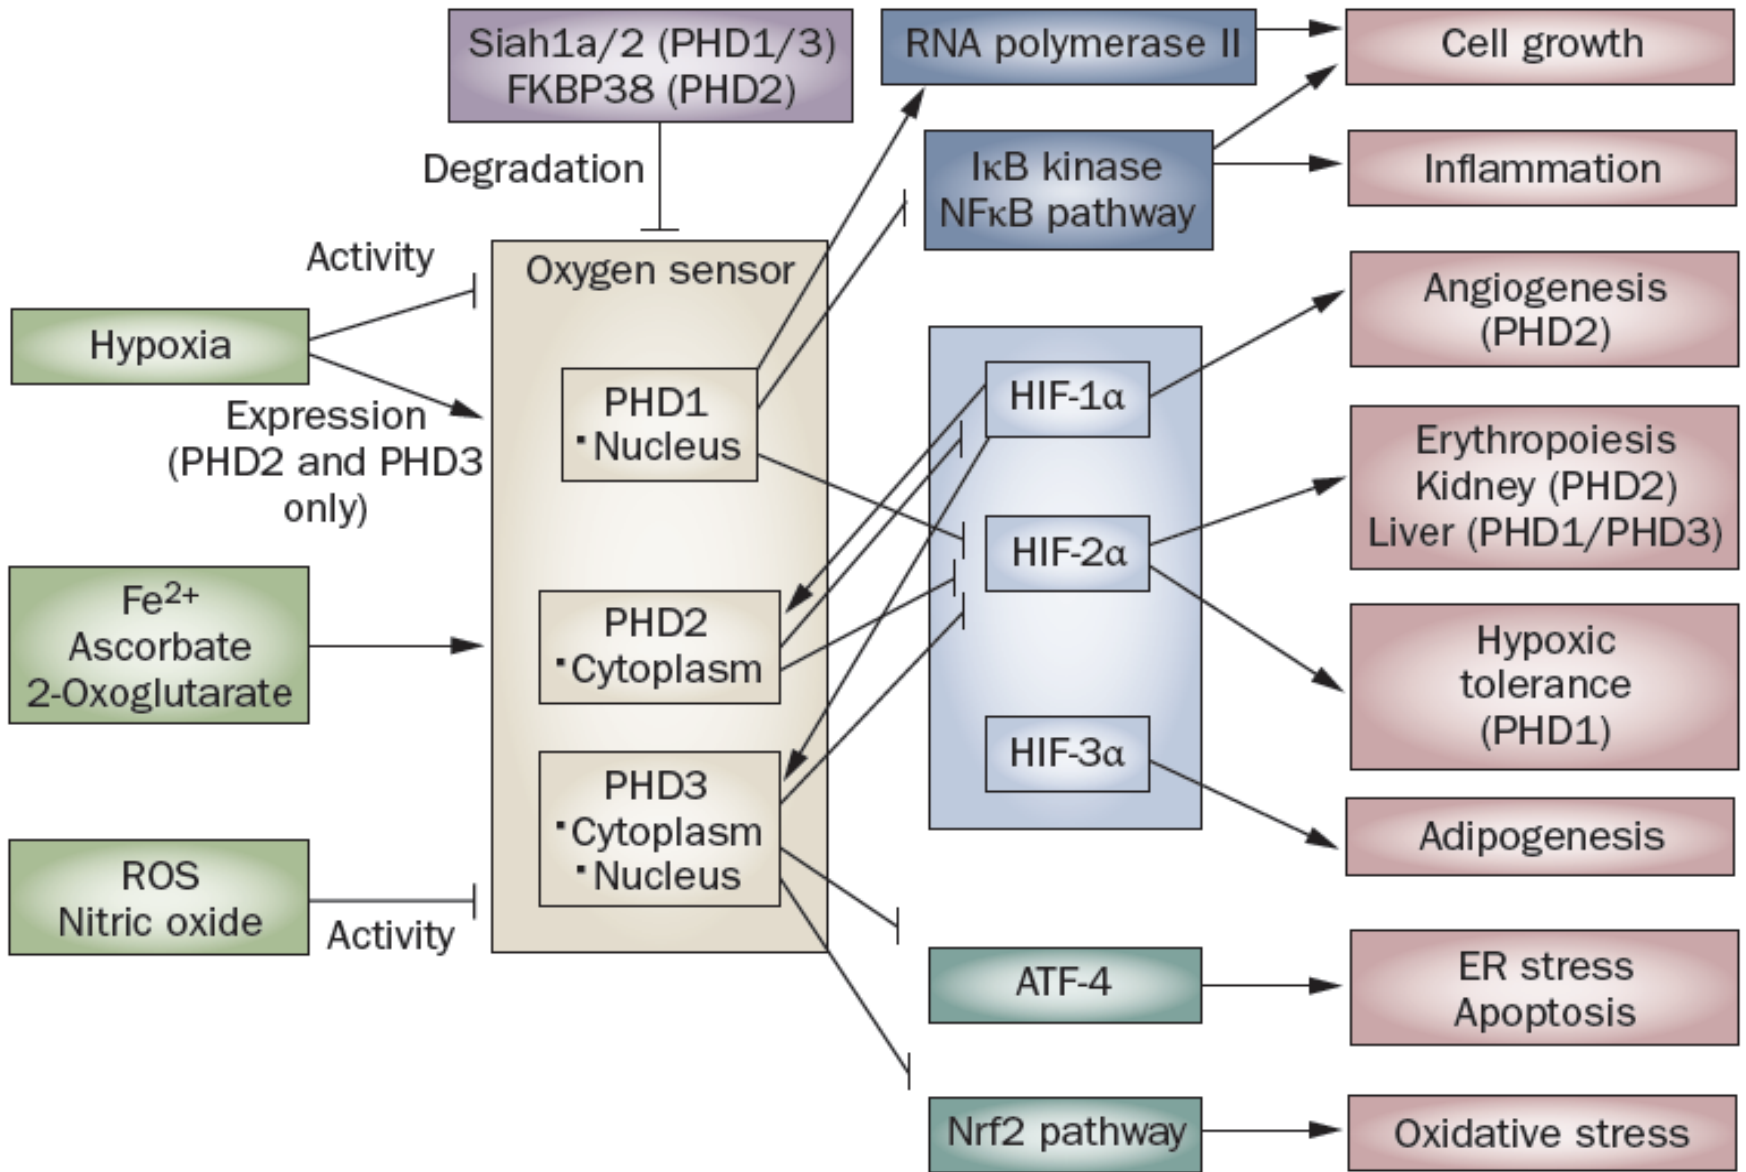 Siah1a/2 (PHD1/3)
FKBP38 (PHD2)
Degradation
Activity
Hypoxia
Expression
(PHD2 and PHD3
only)
Fe²⁺
Ascorbate
2-Oxoglutarate
ROS
Nitric oxide
Activity
Oxygen sensor
PHD1
▪Nucleus
PHD2
▪Cytoplasm
PHD3
▪Cytoplasm
▪Nucleus
RNA polymerase II
IκB kinase
NFκB pathway
HIF-1α
HIF-2α
HIF-3α
ATF-4
Nrf2 pathway
Cell growth
Inflammation
Angiogenesis
(PHD2)
Erythropoiesis
Kidney (PHD2)
Liver (PHD1/PHD3)
Hypoxic
tolerance
(PHD1)
Adipogenesis
ER stress
Apoptosis
Oxidative stress